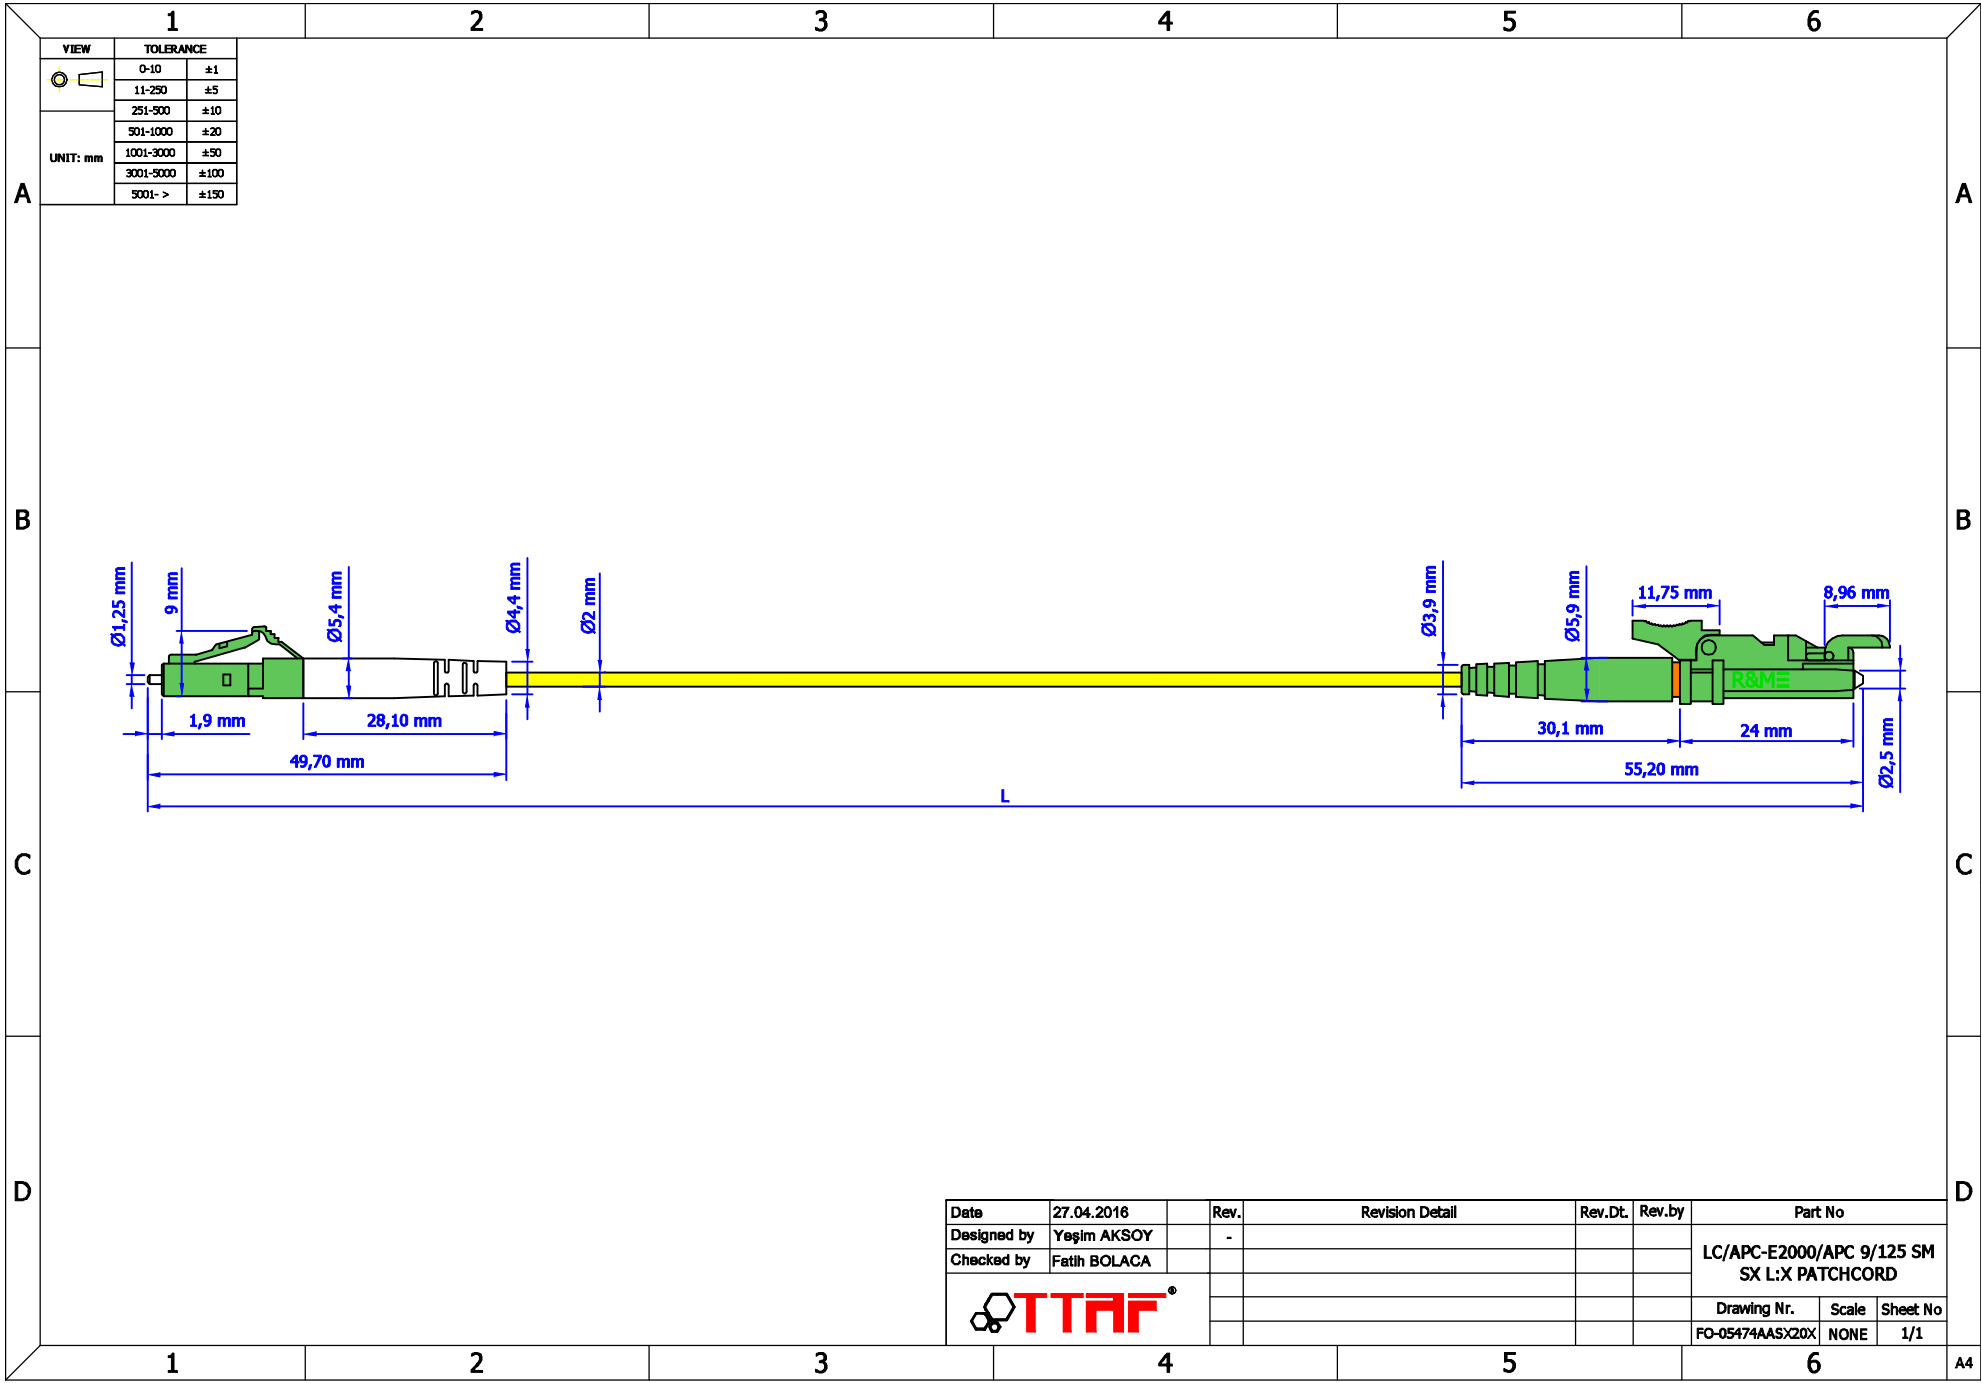 1 2 3 4 5 6
VIEW TOLERANCE
0-10 ±1
11-250 ±5
251-500 ±10
501-1000 ±20
1001-3000 ±50
3001-5000 ±100
5001- > ±150
UNIT: mm
A A
B B
Ø1,25 mm
9 mm
Ø5,4 mm
Ø4,4 mm
Ø2 mm
Ø3,9 mm
Ø5,9 mm
11,75 mm
8,96 mm
R&M
1,9 mm
28,10 mm
49,70 mm
30,1 mm
24 mm
Ø2,5 mm
55,20 mm
L
C C
D D
Date 27.04.2016 Rev. Revision Detail Rev.Dt. Rev.by Part No
Designed by Yeşim AKSOY -
Checked by Fatih BOLACA
LC/APC-E2000/APC 9/125 SM
SX L:X PATCHCORD
TTAF ®
Drawing Nr. Scale Sheet No
FO-05474AASX20X NONE 1/1
1 2 3 4 5 6
A4